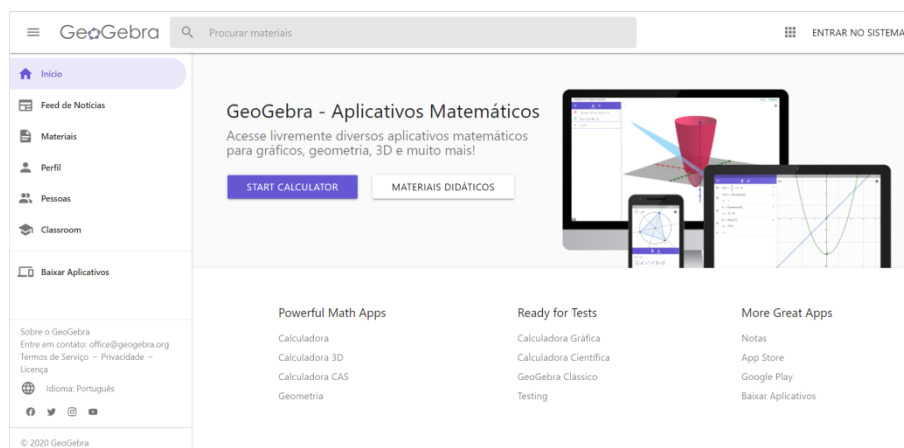 GeoGebra
Procurar materiais
ENTRAR NO SISTEMA
Início
Feed de Notícias
Materiais
Perfil
Pessoas
Classroom
Baixar Aplicativos
Sobre o GeoGebra
Entre em contato: office@geogebra.org
Termos de Serviço – Privacidade –
Licença
Idioma: Português
© 2020 GeoGebra
GeoGebra - Aplicativos Matemáticos
Acesse livremente diversos aplicativos matemáticos
para gráficos, geometria, 3D e muito mais!
START CALCULATOR
MATERIAIS DIDÁTICOS
Powerful Math Apps
Calculadora
Calculadora 3D
Calculadora CAS
Geometria
Ready for Tests
Calculadora Gráfica
Calculadora Científica
GeoGebra Clássico
Testing
More Great Apps
Notas
App Store
Google Play
Baixar Aplicativos